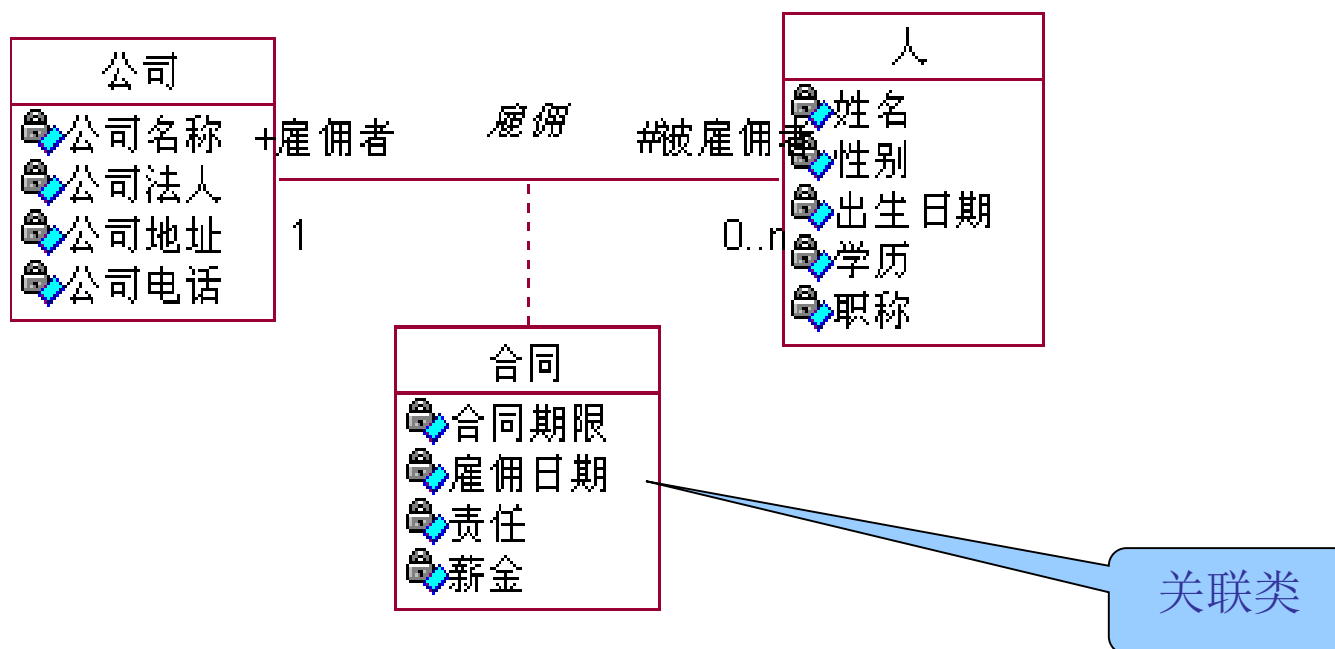 公司
公司名称
公司法人
公司地址
公司电话
+雇佣者
雇佣
#被雇佣者
1
0..n
人
姓名
性别
出生日期
学历
职称
合同
合同期限
雇佣日期
责任
薪金
关联类